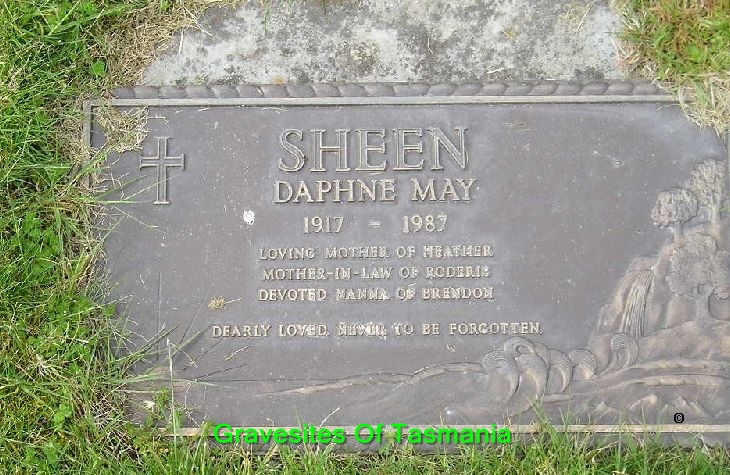 SHEEN
DAPHNE MAY
1917 - 1987
LOVING MOTHER OF HEATHER
MOTHER-IN-LAW OF RODERIC
DEVOTED NANNA OF BRENDON
DEARLY LOVED, NEVER TO BE FORGOTTEN.
©
Gravesites Of Tasmania